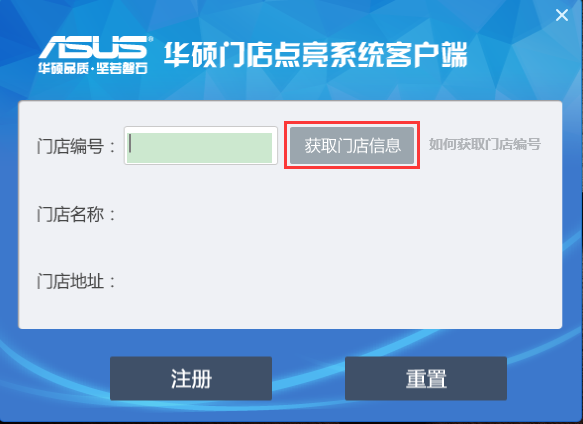 ASUS 华硕门店点亮系统客户端
华硕品质·坚若磐石
门店编号： 获取门店信息 如何获取门店编号
门店名称：
门店地址：
注册 重置